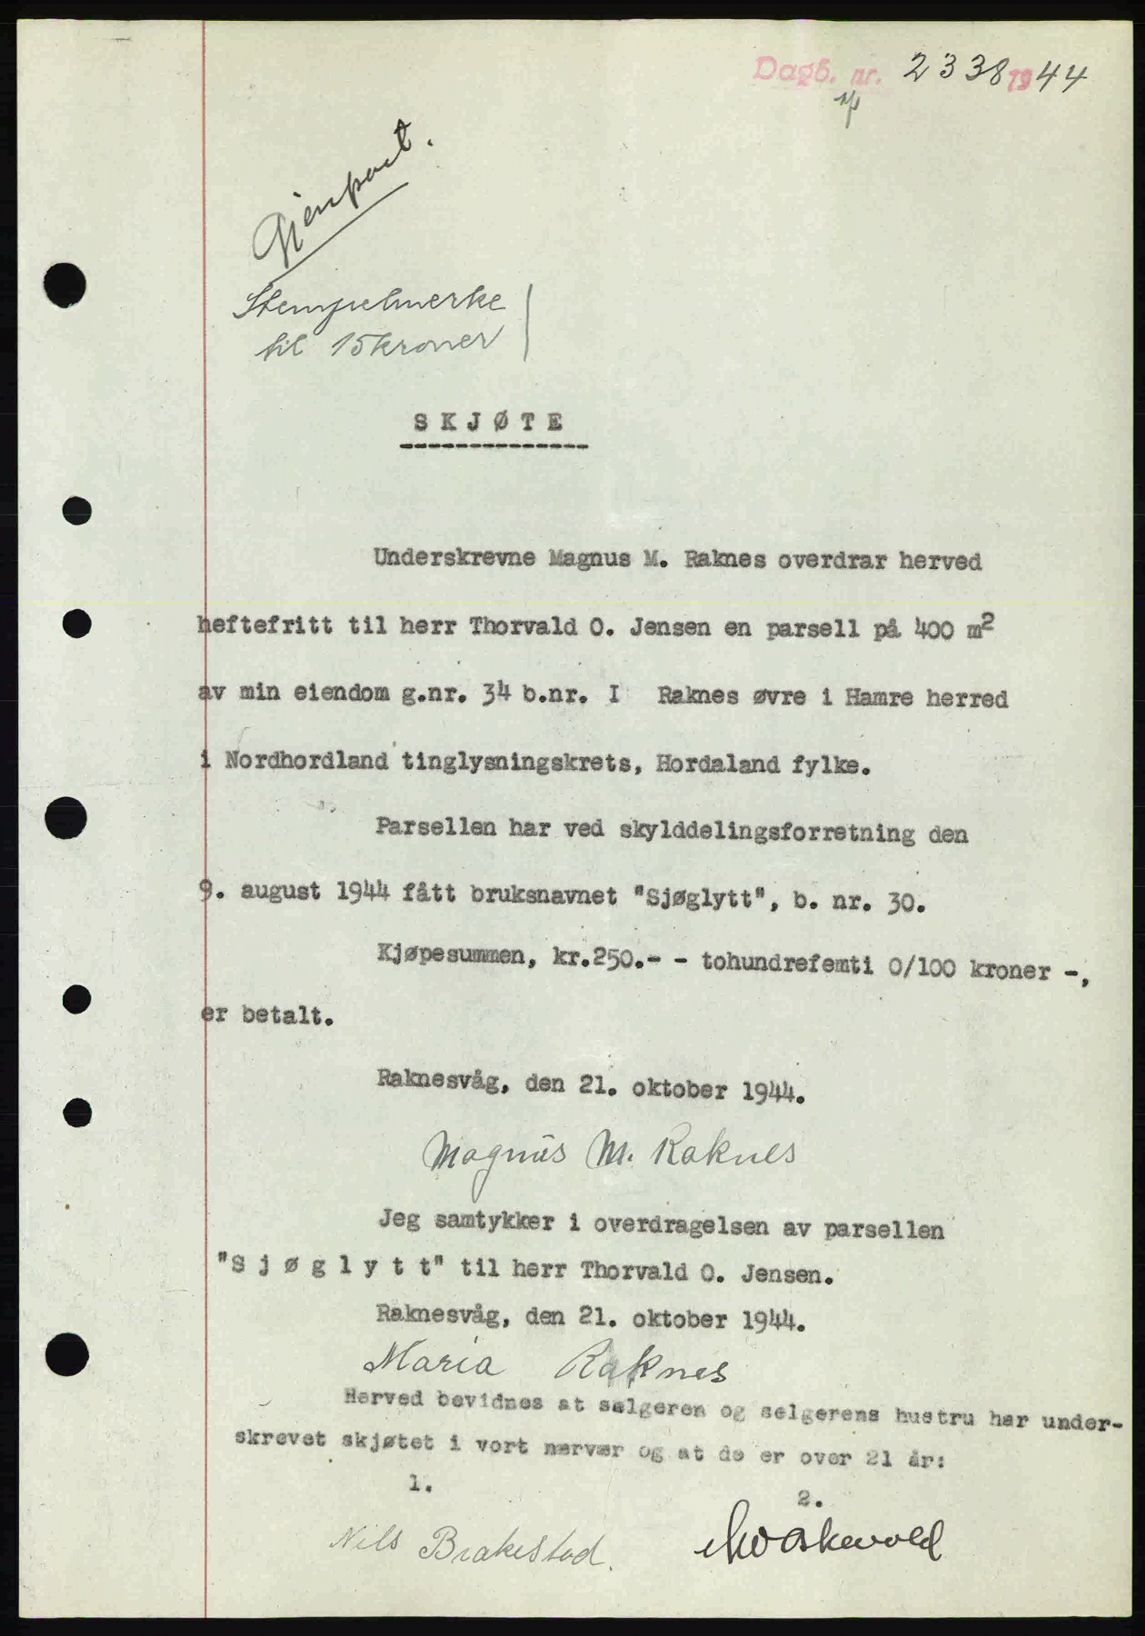 Dagb. nr. 2338 1944
Gjenpart.
Stempelmerke
til 15 kroner
SKJØTE
Underskrevne Magnus M. Raknes overdrar herved
heftefritt til herr Thorvald O. Jensen en parsell på 400 m²
av min eiendom g.nr. 34 b.nr. I Raknes øvre i Hamre herred
i Nordhordland tinglysningskrets, Hordaland fylke.
Parsellen har ved skylddelingsforretning den
9. august 1944 fått bruksnavnet "Sjøglytt", b. nr. 30.
Kjøpesummen, kr.250.- - tohundrefemti 0/100 kroner -,
er betalt.
Raknesvåg, den 21. oktober 1944.
Magnus M. Raknes
Jeg samtykker i overdragelsen av parsellen
"S j ø g l y t t" til herr Thorvald O. Jensen.
Raknesvåg, den 21. oktober 1944.
Maria Raknes
Herved bevidnes at sælgeren og selgerens hustru har under-
skrevet skjøtet i vort nærvær og at de er over 21 år:
1. 2.
Nils Brakestad.